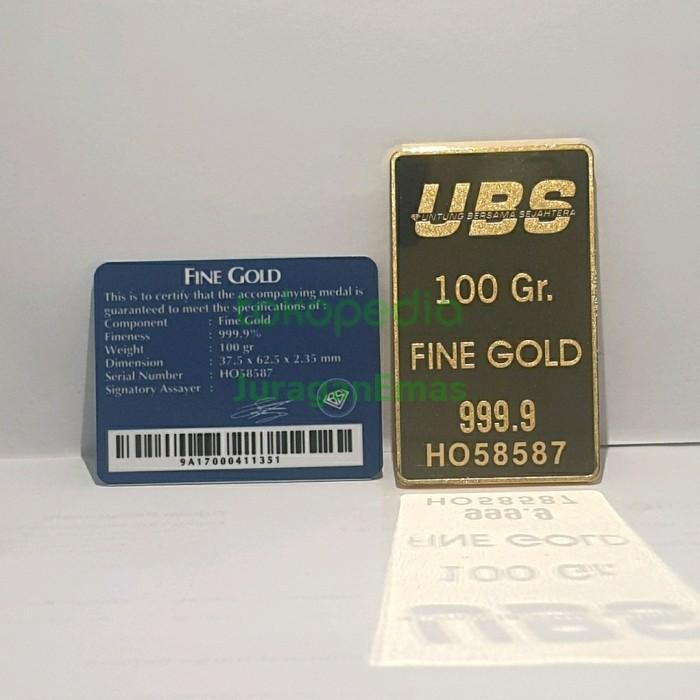 FINE GOLD
This is to certify that the accompanying medal is
guaranteed to meet the specifications of :
Component : Fine Gold
Fineness : 999.9%
Weight : 100 gr
Dimension : 37.5 x 62.5 x 2.35 mm
Serial Number : HO58587
Signatory Assayer :
9A17000411351
UBS
UNTUNG BERSAMA SEJAHTERA
100 Gr.
FINE GOLD
999.9
HO58587
tokopedia
JuraganEmas